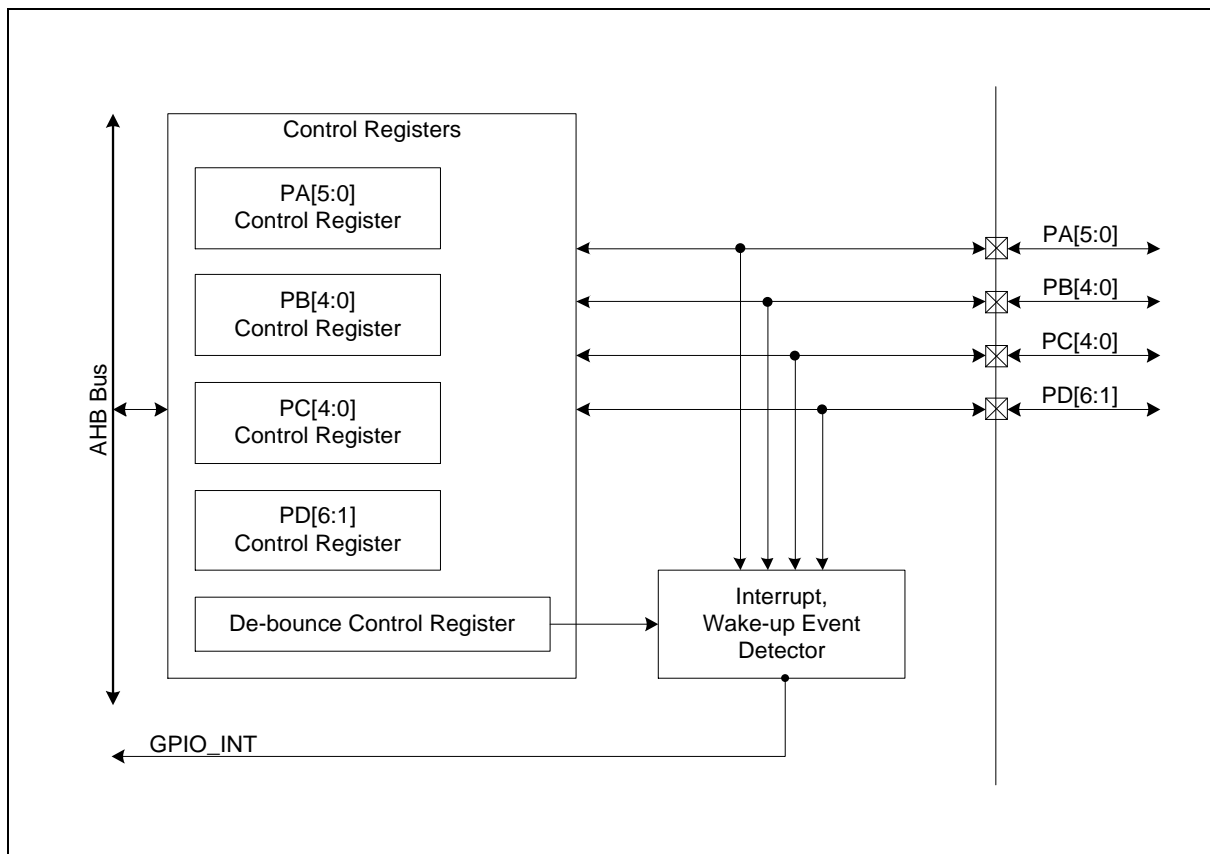 Control Registers
PA[5:0]
Control Register
PB[4:0]
Control Register
PC[4:0]
Control Register
PD[6:1]
Control Register
De-bounce Control Register
AHB Bus
PA[5:0]
PB[4:0]
PC[4:0]
PD[6:1]
Interrupt,
Wake-up Event
Detector
GPIO_INT